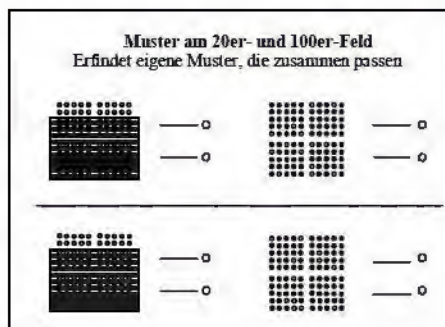 Muster am 20er- und 100er-Feld
Erfindet eigene Muster, die zusammen passen